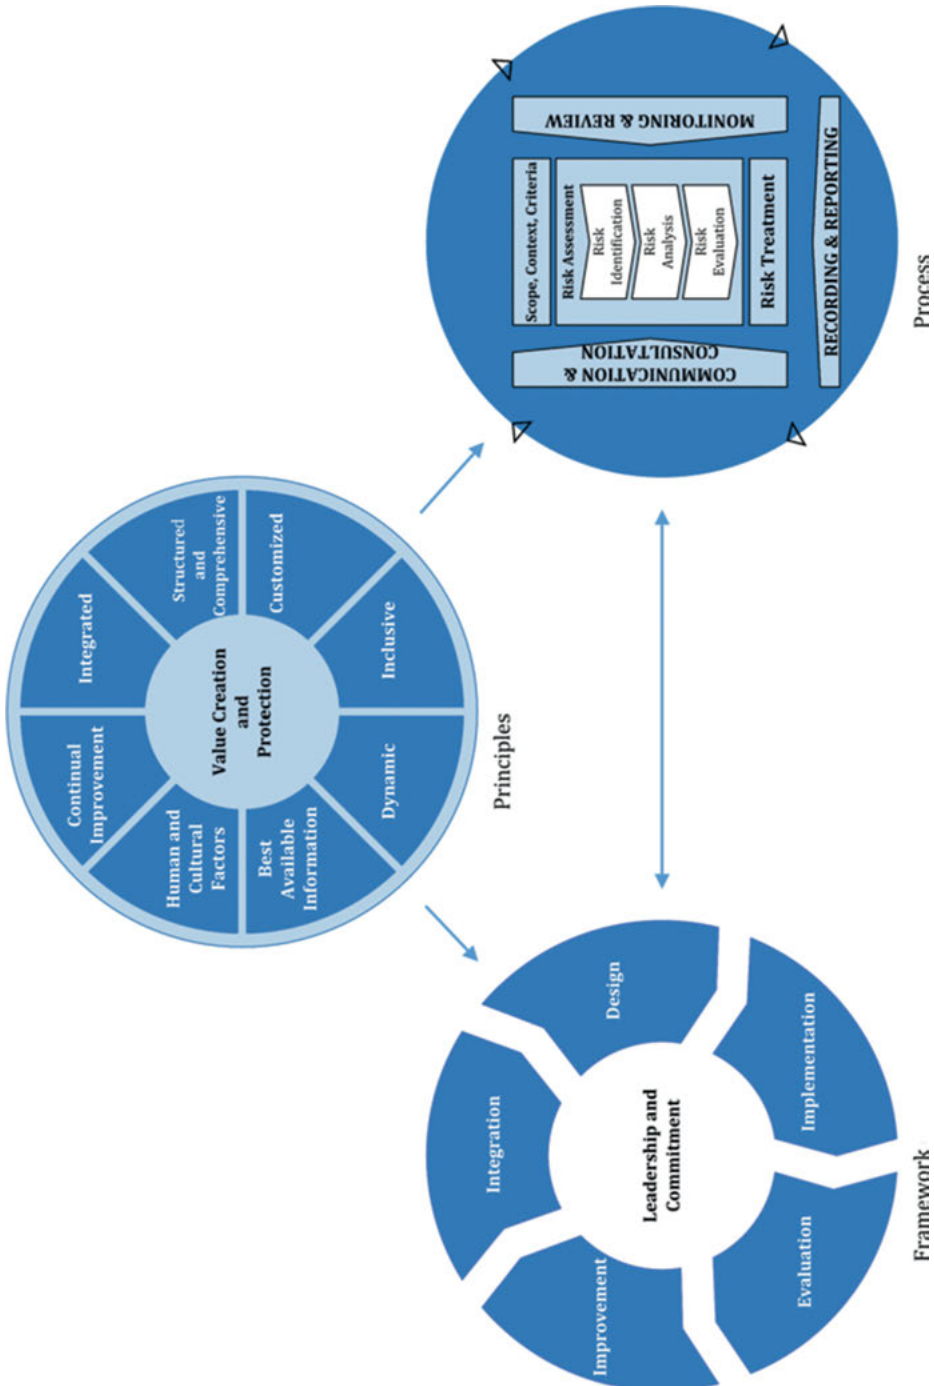 Integrated
Structured
and
Comprehensive
Customized
Inclusive
Dynamic
Best
Available
Information
Human and
Cultural
Factors
Continual
Improvement
Value Creation
and
Protection
Principles
Integration
Design
Implementation
Evaluation
Improvement
Leadership and
Commitment
Framework
Scope, Context, Criteria
Risk Assessment
Risk
Identification
Risk
Analysis
Risk
Evaluation
Risk Treatment
COMMUNICATION &
CONSULTATION
MONITORING & REVIEW
RECORDING & REPORTING
Process